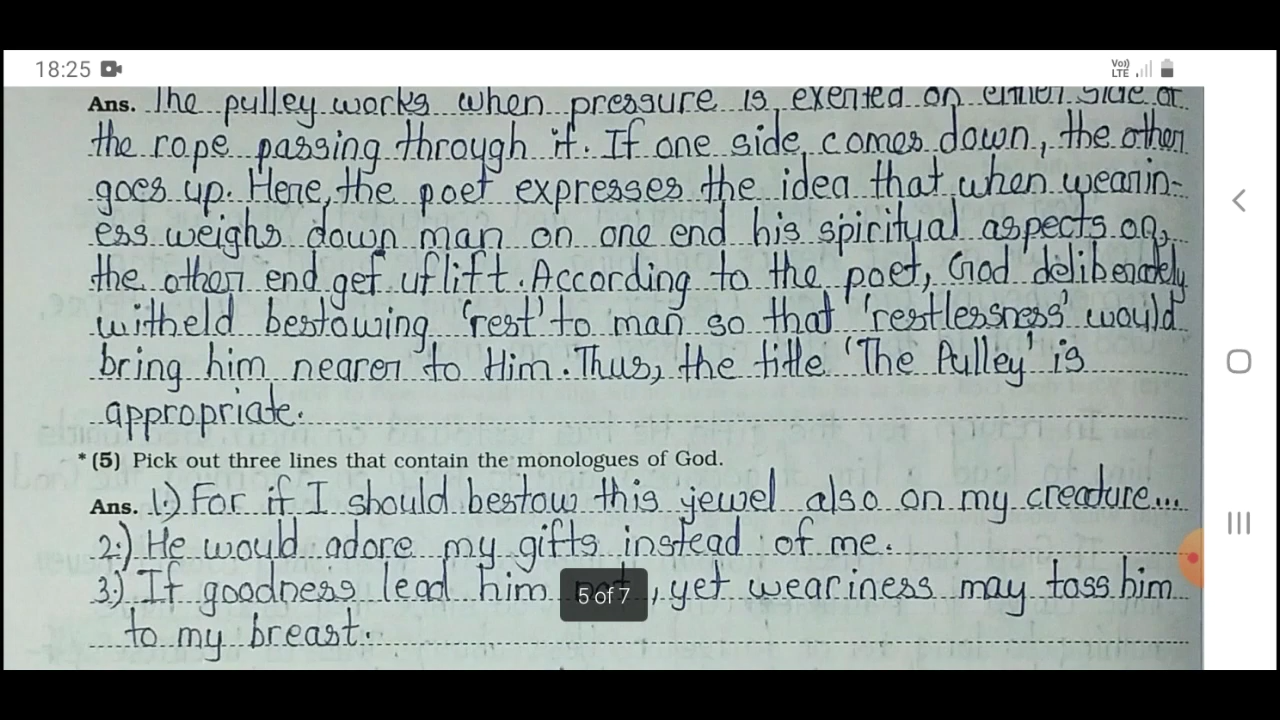 18:25
Vo)) LTE
Ans. The pulley works when pressure is exerted on either side of
the rope passing through it. If one side comes down, the other
goes up. Here, the poet expresses the idea that when wearin-
ess weighs down man on one end his spirityal aspects on
the other end get uflift. According to the poet, God deliberately
witheld bestowing 'rest' to man so that 'restlessness' would
bring him nearer to Him. Thus, the title 'The Pulley' is
appropriate.
* (5) Pick out three lines that contain the monologues of God.
Ans. 1.) For if I should bestow this jewel also on my creature...
2.) He would adore my gifts instead of me.
3.) If goodness lead him not, yet weariness may toss him
5 of 7
to my breast.